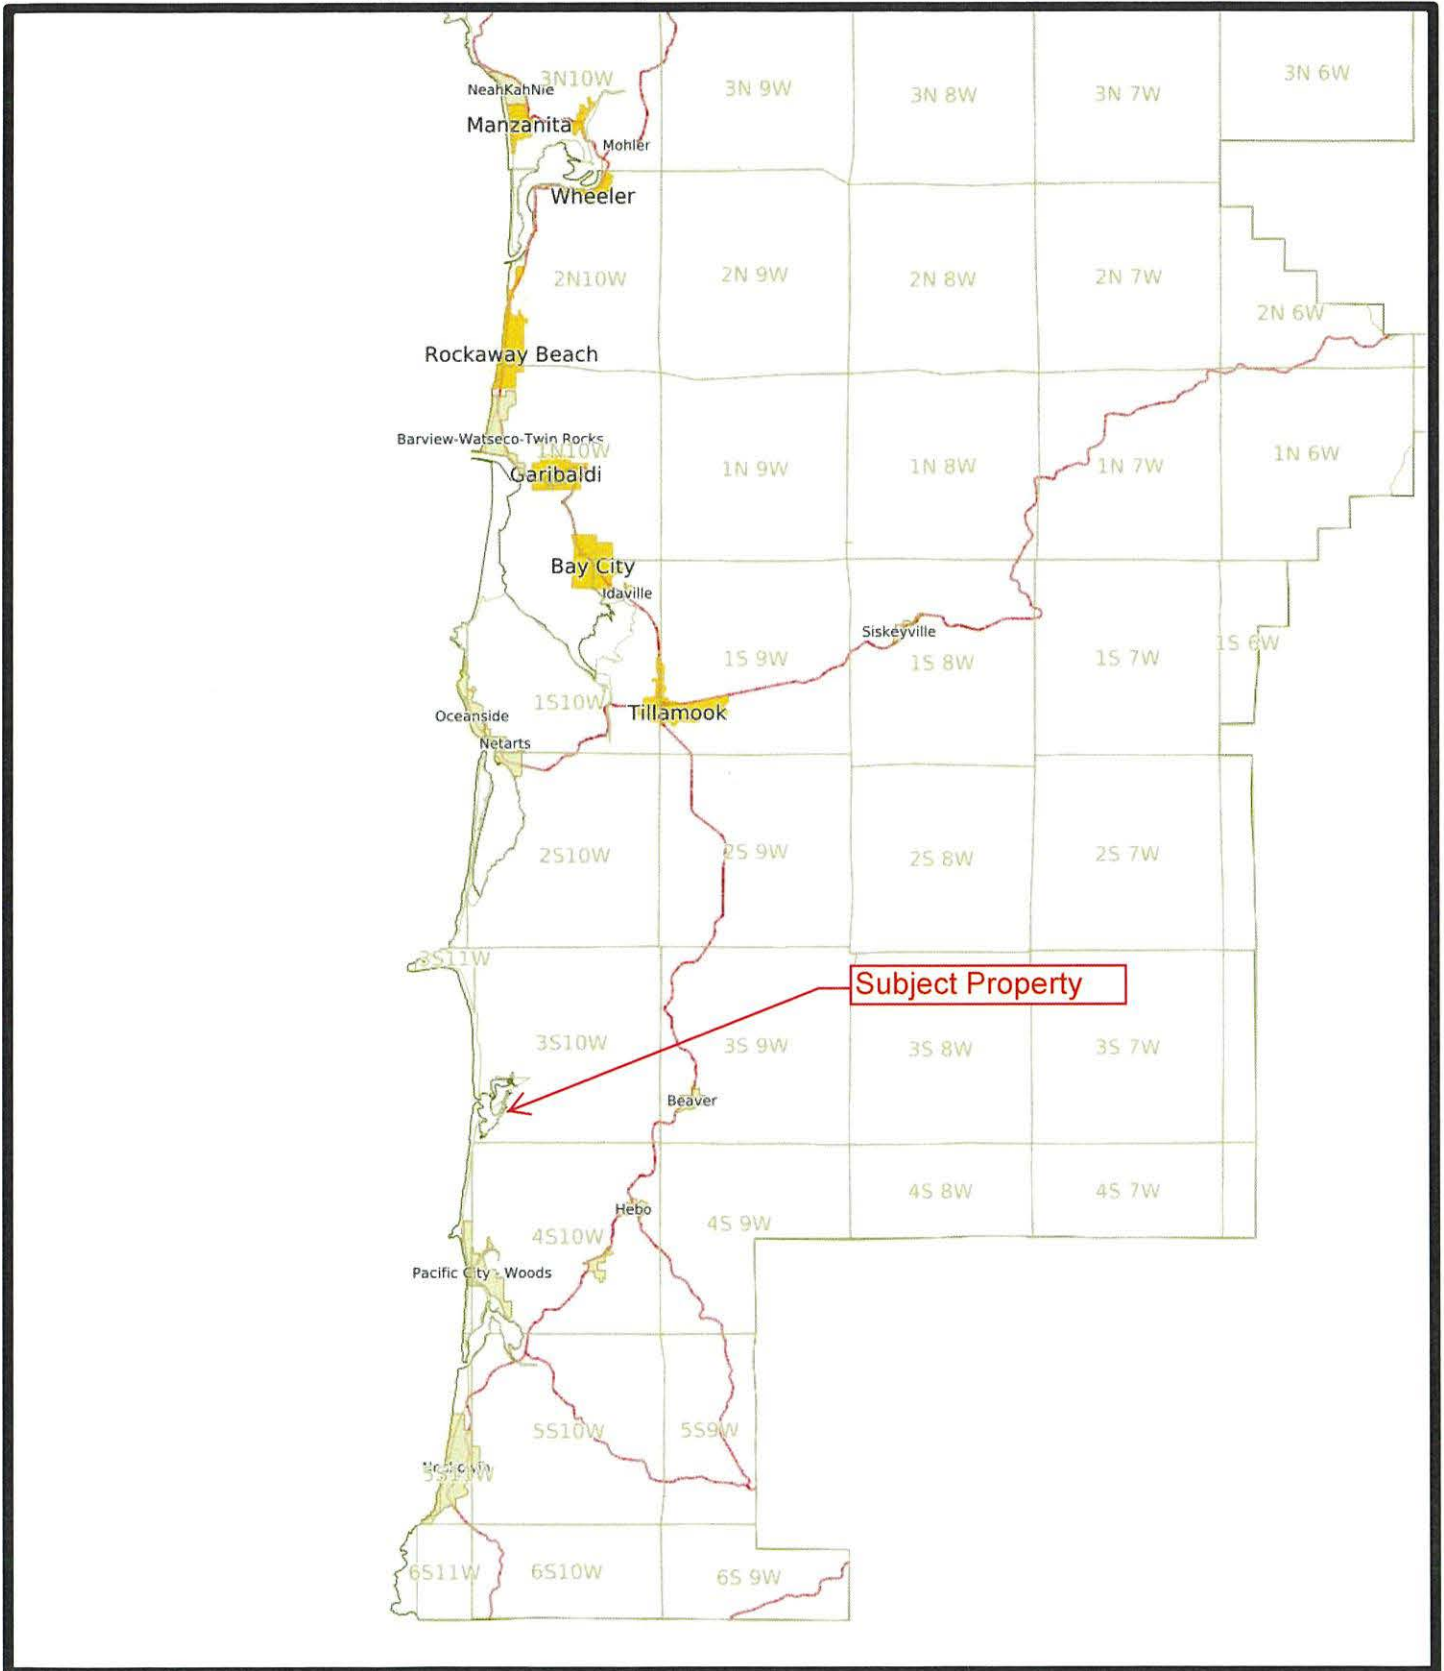 3N 6W
3N10W
3N 9W
3N 8W
3N 7W
NeahKahNie
Manzanita
Mohler
Wheeler
2N10W
2N 9W
2N 8W
2N 7W
2N 6W
Rockaway Beach
Barview-Watseco-Twin Rocks
1N10W
1N 9W
1N 8W
1N 7W
1N 6W
Garibaldi
Bay City
Idaville
Siskeyville
1S 9W
1S 8W
1S 7W
1S 6W
1S10W
Tillamook
Oceanside
Netarts
2S10W
2S 9W
2S 8W
2S 7W
3S11W
Subject Property
3S10W
3S 9W
3S 8W
3S 7W
Beaver
4S 8W
4S 7W
Hebo
4S10W
4S 9W
Pacific City - Woods
5S10W
5S9W
5S11W
6S11W
6S10W
6S 9W